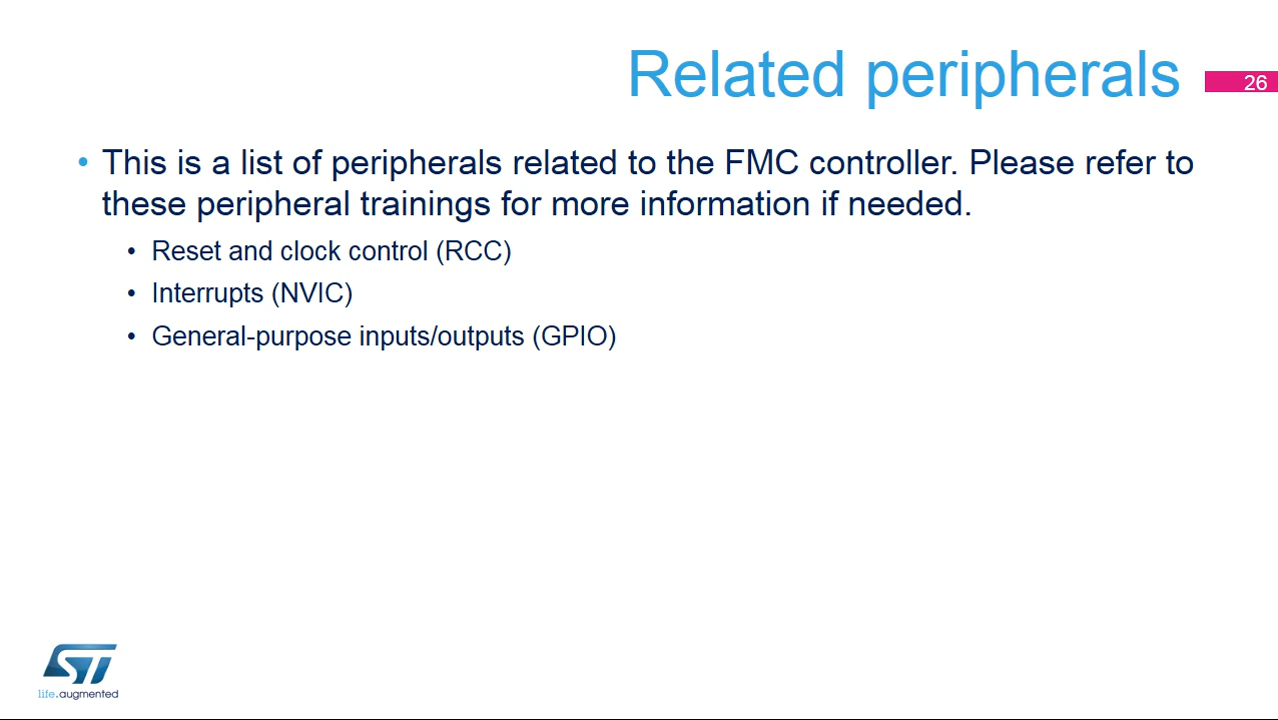 Related peripherals
26
• This is a list of peripherals related to the FMC controller. Please refer to
these peripheral trainings for more information if needed.
• Reset and clock control (RCC)
• Interrupts (NVIC)
• General-purpose inputs/outputs (GPIO)
ST
life.augmented